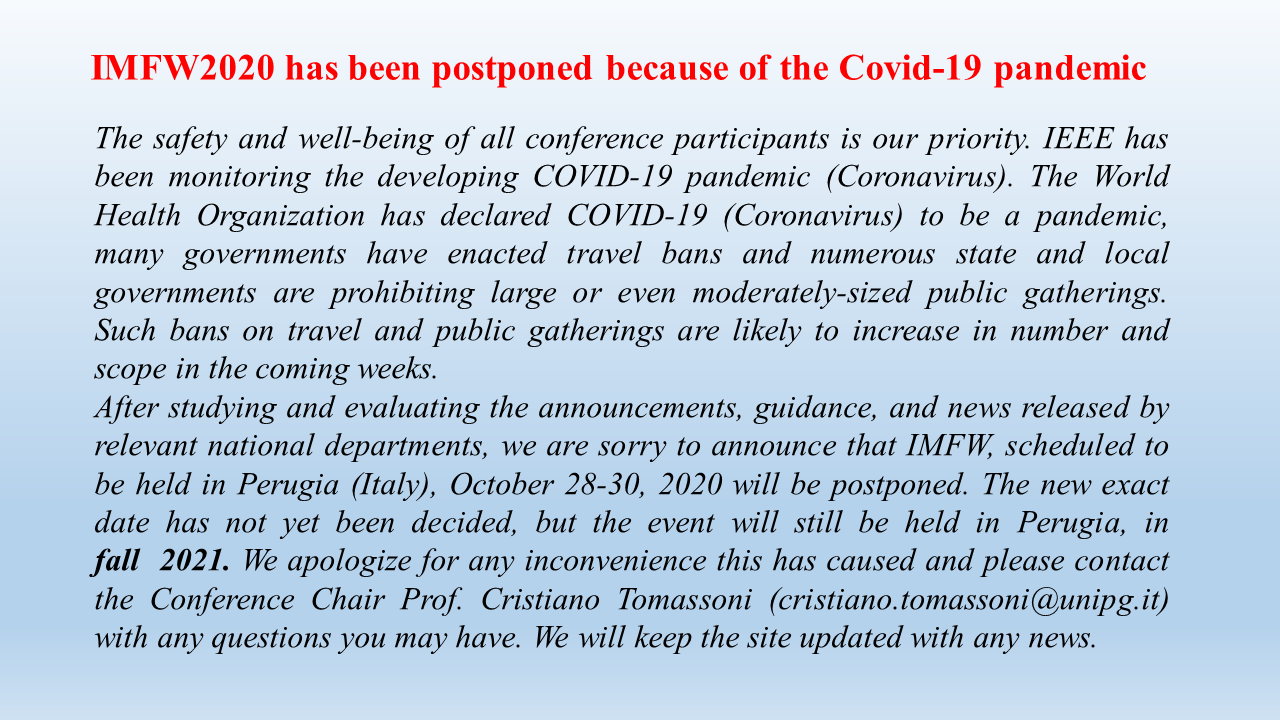 IMFW2020 has been postponed because of the Covid-19 pandemic
The safety and well-being of all conference participants is our priority. IEEE has
been monitoring the developing COVID-19 pandemic (Coronavirus). The World
Health Organization has declared COVID-19 (Coronavirus) to be a pandemic,
many governments have enacted travel bans and numerous state and local
governments are prohibiting large or even moderately-sized public gatherings.
Such bans on travel and public gatherings are likely to increase in number and
scope in the coming weeks.
After studying and evaluating the announcements, guidance, and news released by
relevant national departments, we are sorry to announce that IMFW, scheduled to
be held in Perugia (Italy), October 28-30, 2020 will be postponed. The new exact
date has not yet been decided, but the event will still be held in Perugia, in
fall 2021. We apologize for any inconvenience this has caused and please contact
the Conference Chair Prof. Cristiano Tomassoni (cristiano.tomassoni@unipg.it)
with any questions you may have. We will keep the site updated with any news.